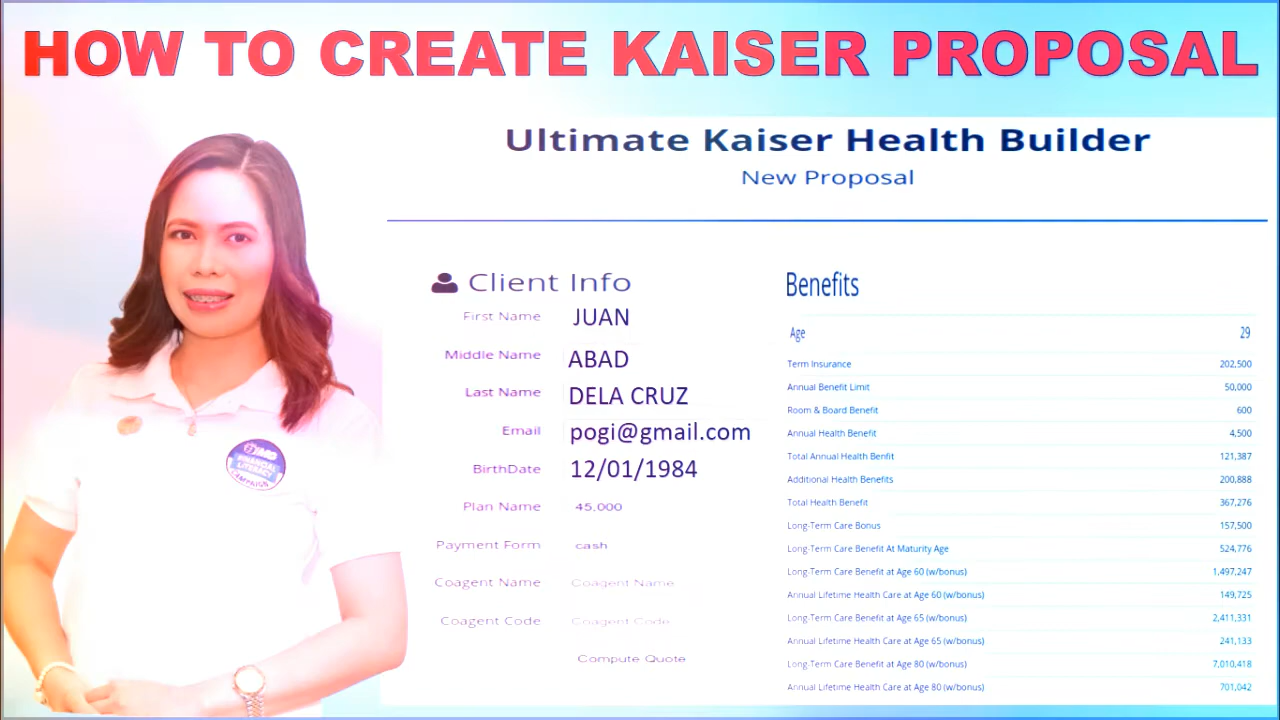 HOW TO CREATE KAISER PROPOSAL
Ultimate Kaiser Health Builder
New Proposal
Client Info
First Name JUAN
Middle Name ABAD
Last Name DELA CRUZ
Email pogi@gmail.com
BirthDate 12/01/1984
Plan Name 45,000
Payment Form cash
Coagent Name Coagent Name
Coagent Code Coagent Code
Compute Quote
Benefits
Age 29
Term Insurance 202,500
Annual Benefit Limit 50,000
Room & Board Benefit 600
Annual Health Benefit 4,500
Total Annual Health Benfit 121,387
Additional Health Benefits 200,888
Total Health Benefit 367,276
Long-Term Care Bonus 157,500
Long-Term Care Benefit At Maturity Age 524,776
Long-Term Care Benefit at Age 60 (w/bonus) 1,497,247
Annual Lifetime Health Care at Age 60 (w/bonus) 149,725
Long-Term Care Benefit at Age 65 (w/bonus) 2,411,331
Annual Lifetime Health Care at Age 65 (w/bonus) 241,133
Long-Term Care Benefit at Age 80 (w/bonus) 7,010,418
Annual Lifetime Health Care at Age 80 (w/bonus) 701,042
IMG
FINANCIAL
LITERACY
CAMPAIGN